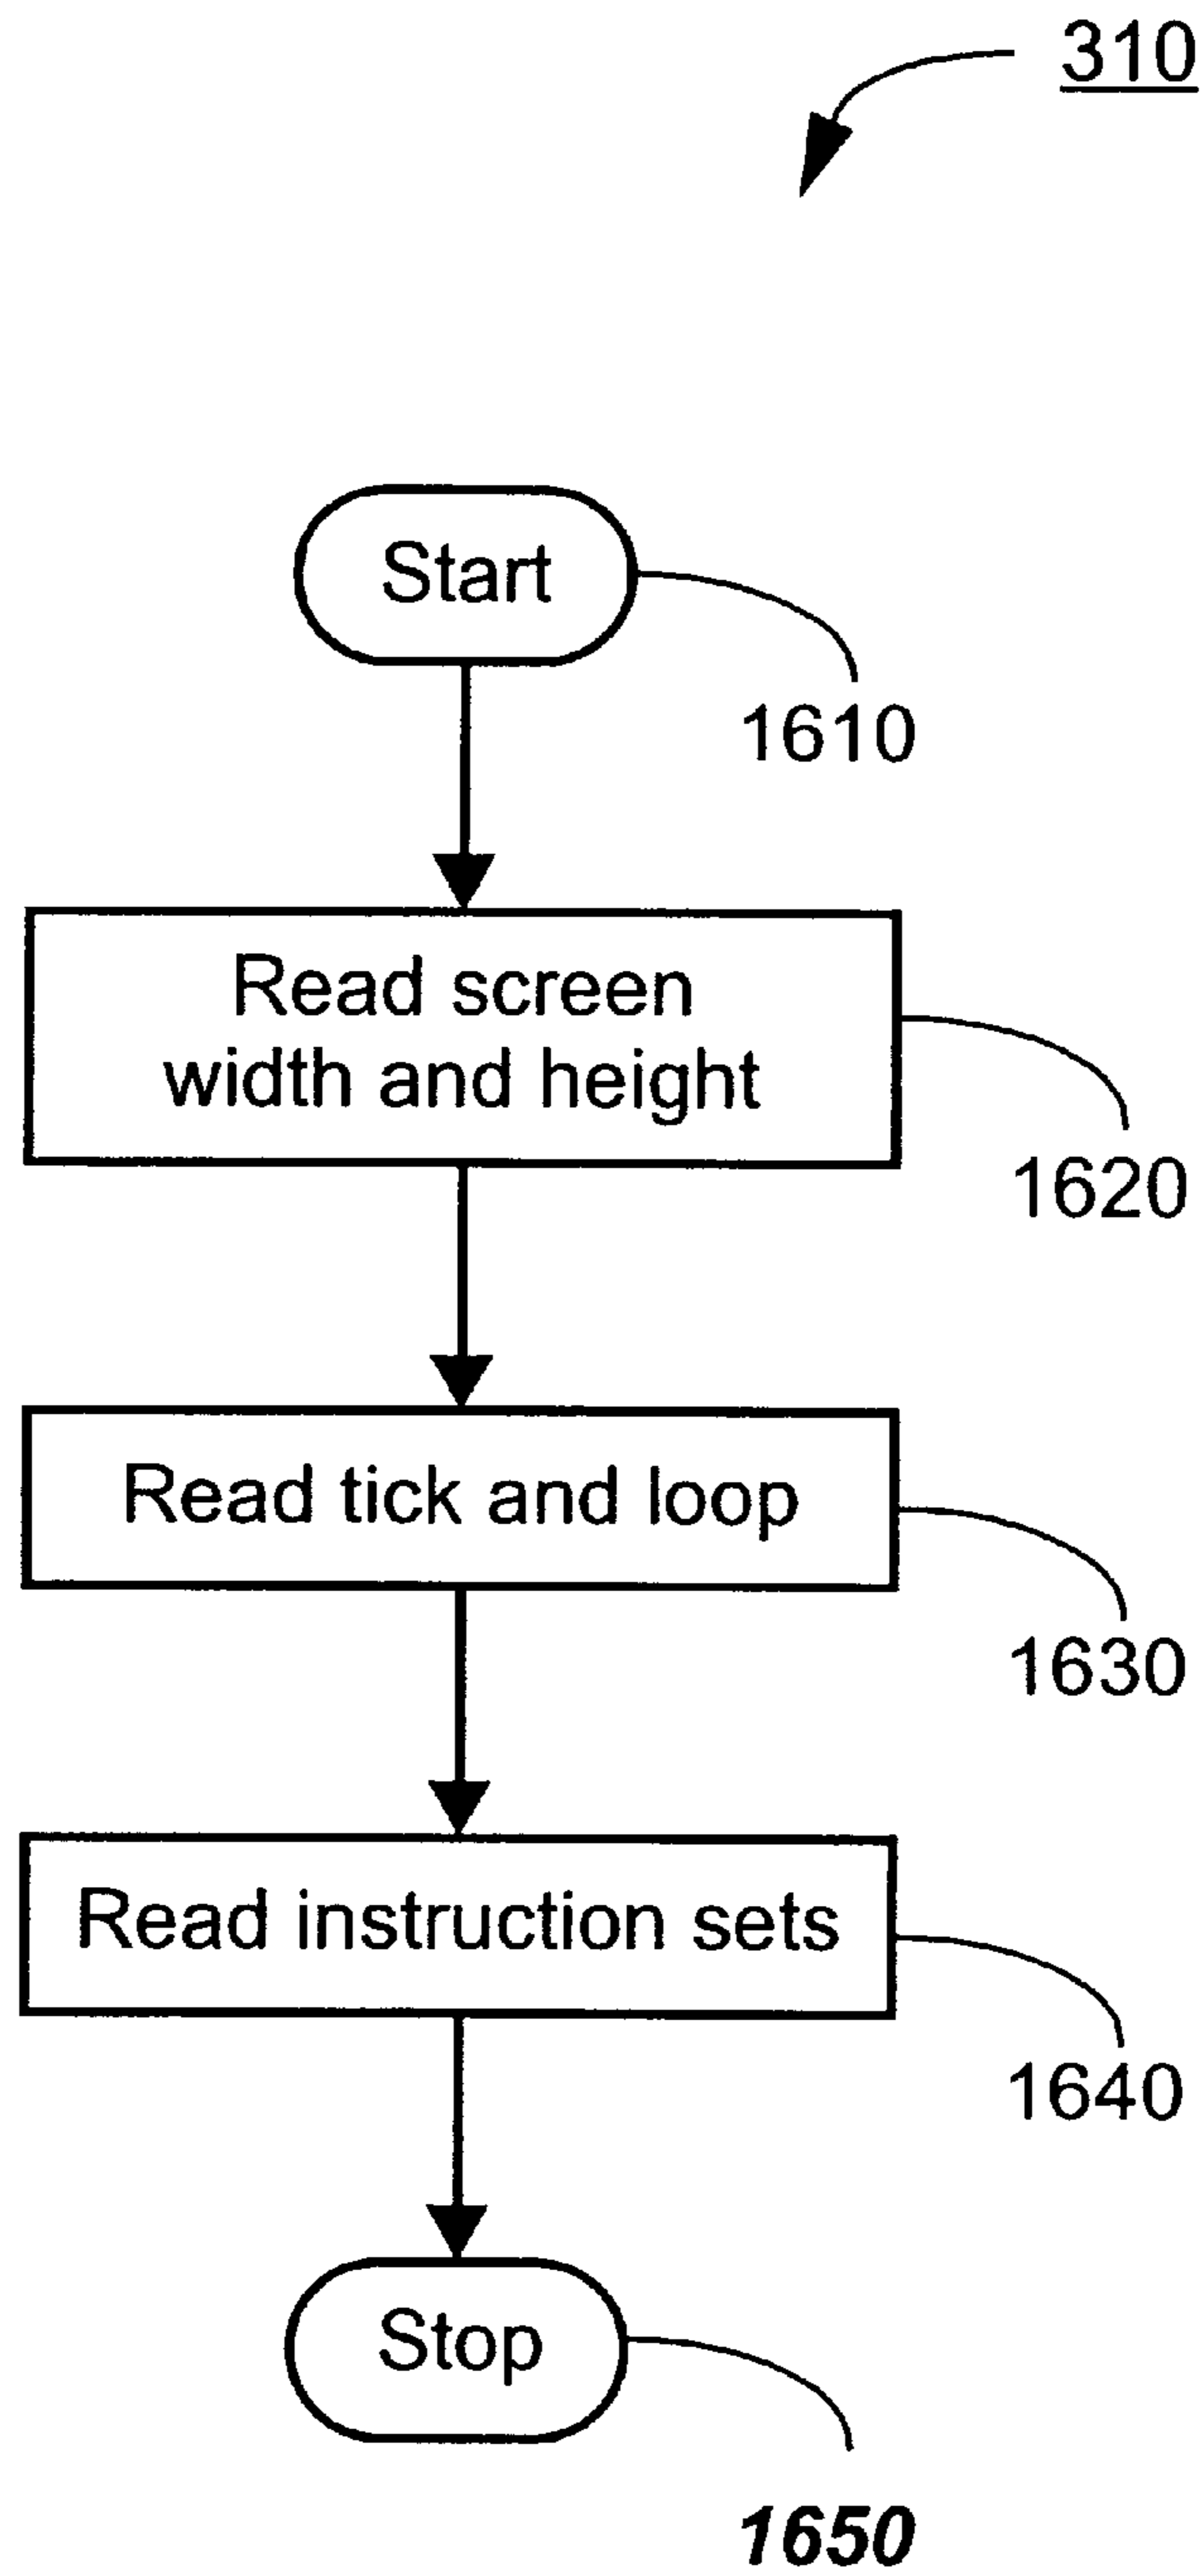 310
Start
1610
Read screen
width and height
1620
Read tick and loop
1630
Read instruction sets
1640
Stop
1650